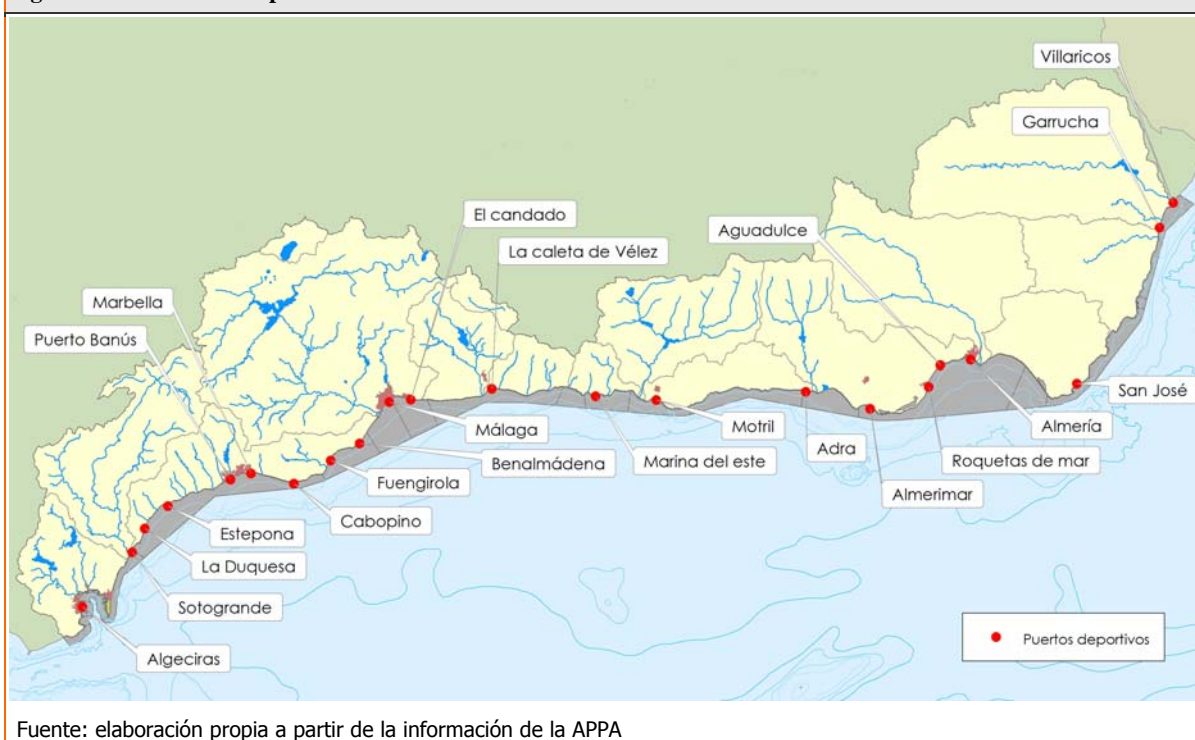 Villaricos
Garrucha
El candado
Aguadulce
La caleta de Vélez
Marbella
Puerto Banús
San José
Málaga
Motril
Almería
Adra
Benalmádena
Marina del este
Roquetas de mar
Fuengirola
Almerimar
Estepona
Cabopino
La Duquesa
Sotogrande
Puertos deportivos
Algeciras
Fuente: elaboración propia a partir de la información de la APPA